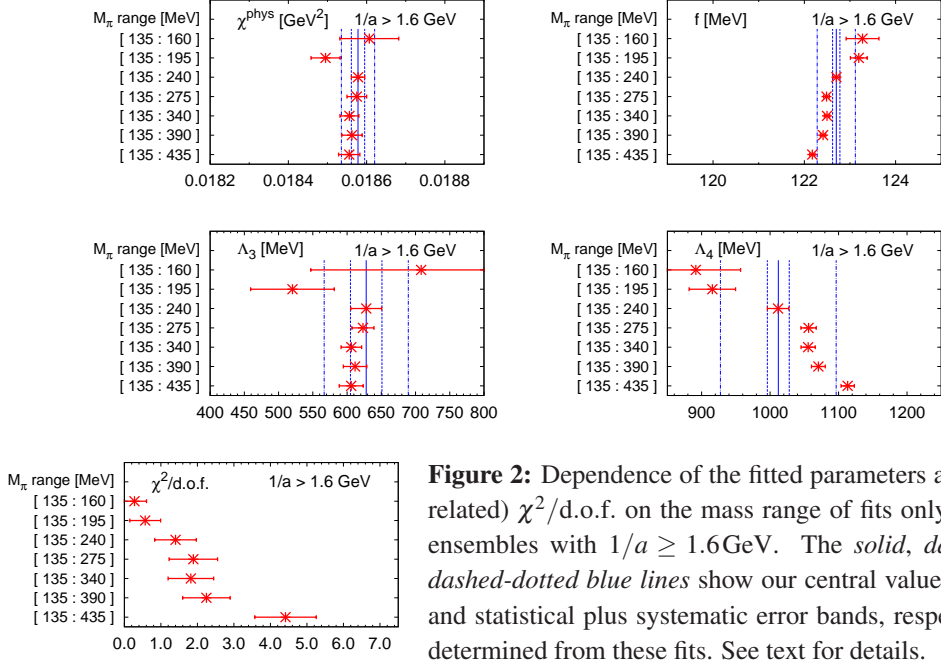 M_π range [MeV]
χ^phys [GeV²] 1/a > 1.6 GeV
[ 135 : 160 ]
[ 135 : 195 ]
[ 135 : 240 ]
[ 135 : 275 ]
[ 135 : 340 ]
[ 135 : 390 ]
[ 135 : 435 ]
0.0182 0.0184 0.0186 0.0188
M_π range [MeV]
f [MeV] 1/a > 1.6 GeV
[ 135 : 160 ]
[ 135 : 195 ]
[ 135 : 240 ]
[ 135 : 275 ]
[ 135 : 340 ]
[ 135 : 390 ]
[ 135 : 435 ]
120 122 124
M_π range [MeV]
Λ_3 [MeV] 1/a > 1.6 GeV
[ 135 : 160 ]
[ 135 : 195 ]
[ 135 : 240 ]
[ 135 : 275 ]
[ 135 : 340 ]
[ 135 : 390 ]
[ 135 : 435 ]
400 450 500 550 600 650 700 750 800
M_π range [MeV]
Λ_4 [MeV] 1/a > 1.6 GeV
[ 135 : 160 ]
[ 135 : 195 ]
[ 135 : 240 ]
[ 135 : 275 ]
[ 135 : 340 ]
[ 135 : 390 ]
[ 135 : 435 ]
900 1000 1100 1200
M_π range [MeV]
χ²/d.o.f. 1/a > 1.6 GeV
[ 135 : 160 ]
[ 135 : 195 ]
[ 135 : 240 ]
[ 135 : 275 ]
[ 135 : 340 ]
[ 135 : 390 ]
[ 135 : 435 ]
0.0 1.0 2.0 3.0 4.0 5.0 6.0 7.0
Figure 2: Dependence of the fitted parameters a
related) χ²/d.o.f. on the mass range of fits only
ensembles with 1/a ≥ 1.6GeV. The solid, da
dashed-dotted blue lines show our central value
and statistical plus systematic error bands, respe
determined from these fits. See text for details.